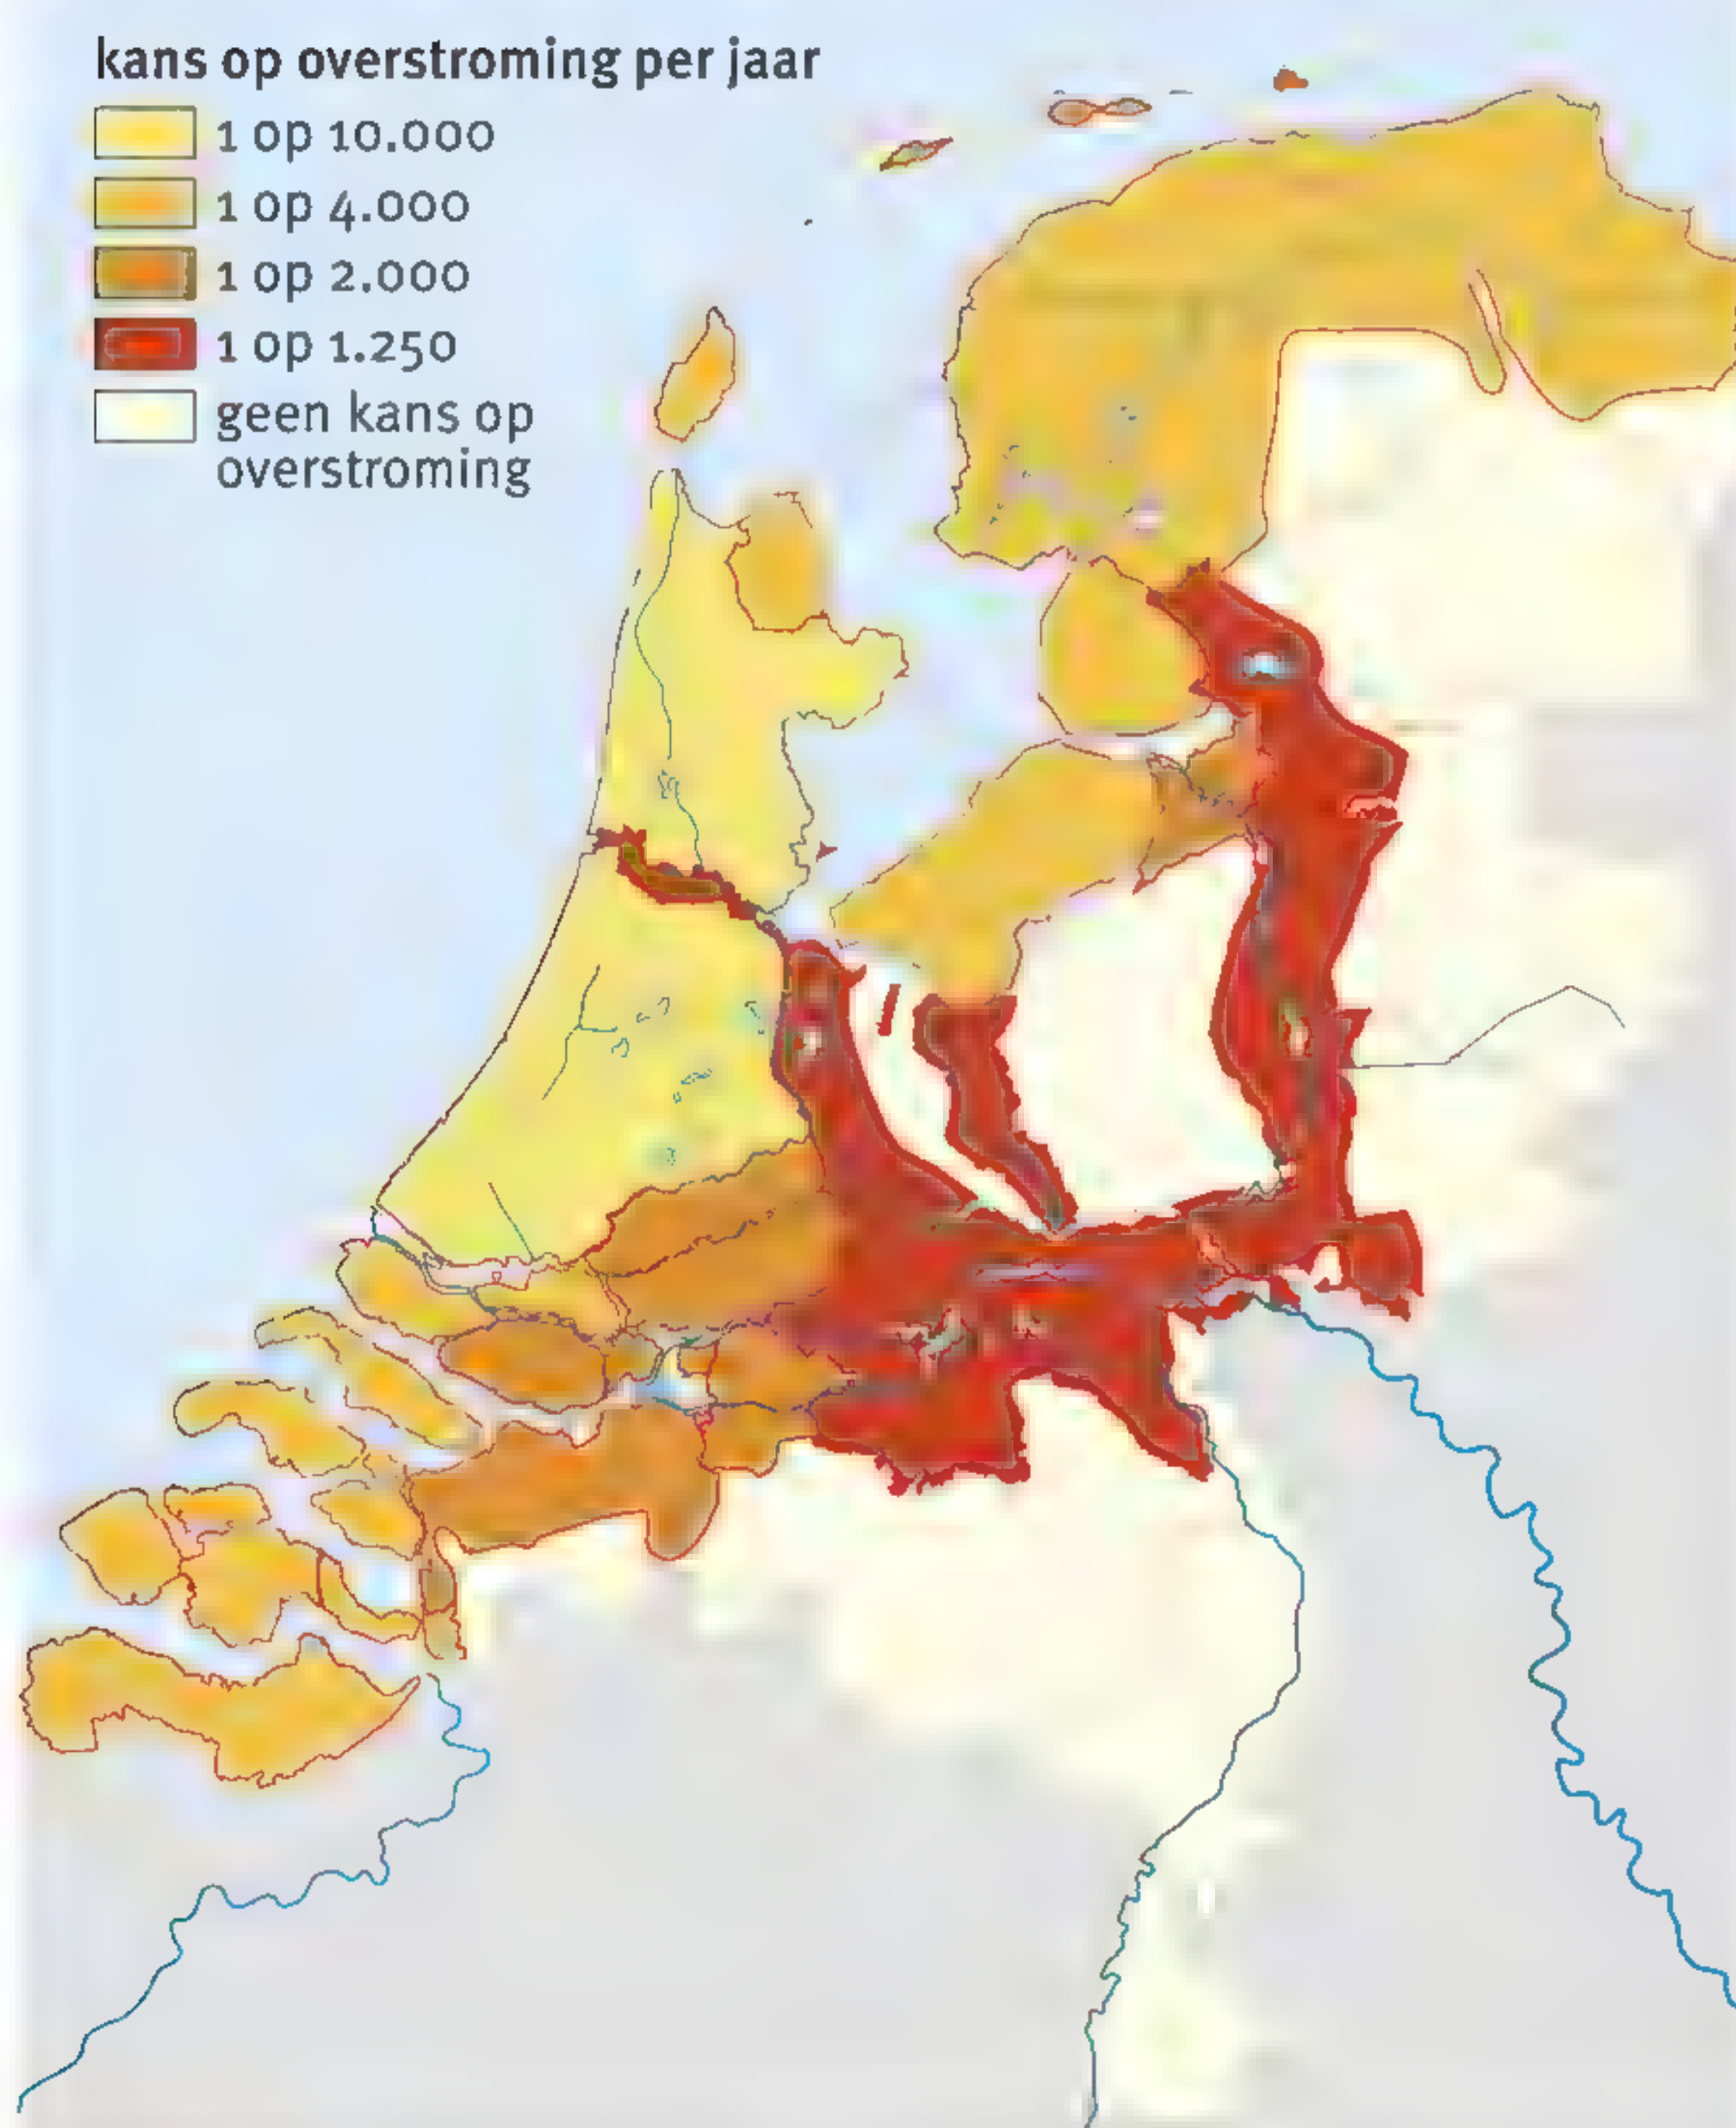 kans op overstroming per jaar
1 op 10.000
1 op 4.000
1 op 2.000
1 op 1.250
geen kans op
overstroming